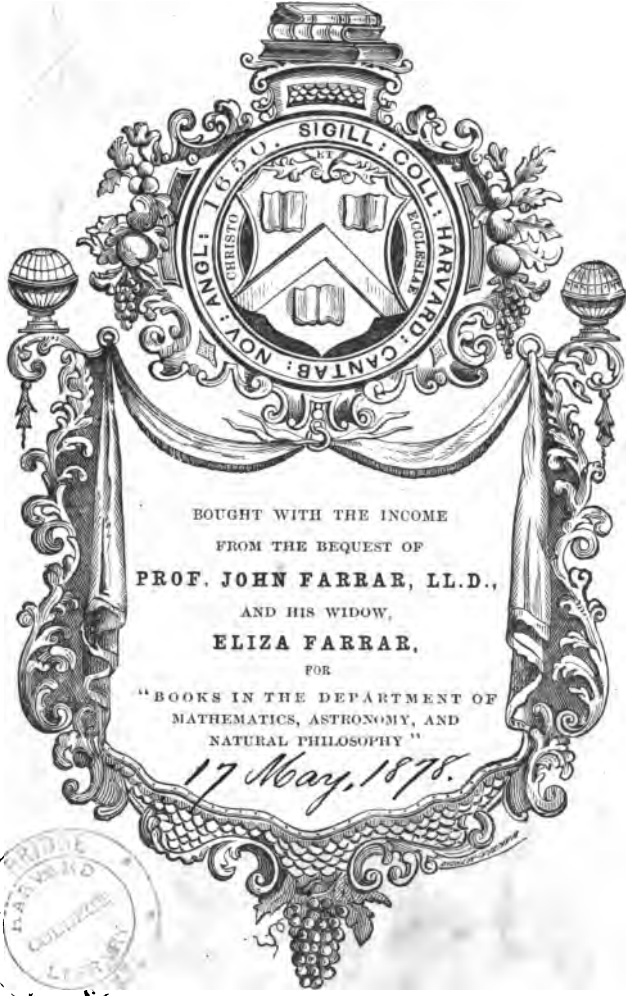 SIGILL: COLL: HARVARD: CANTAB: NOV: ANGL: 1650.
ET
CHRISTO
ECCLESIAE
BOUGHT WITH THE INCOME
FROM THE BEQUEST OF
PROF. JOHN FARRAR, LL.D.,
AND HIS WIDOW,
ELIZA FARRAR,
FOR
"BOOKS IN THE DEPARTMENT OF
MATHEMATICS, ASTRONOMY, AND
NATURAL PHILOSOPHY"
17 May, 1878.
HARVARD
COLLEGE
LIBRARY